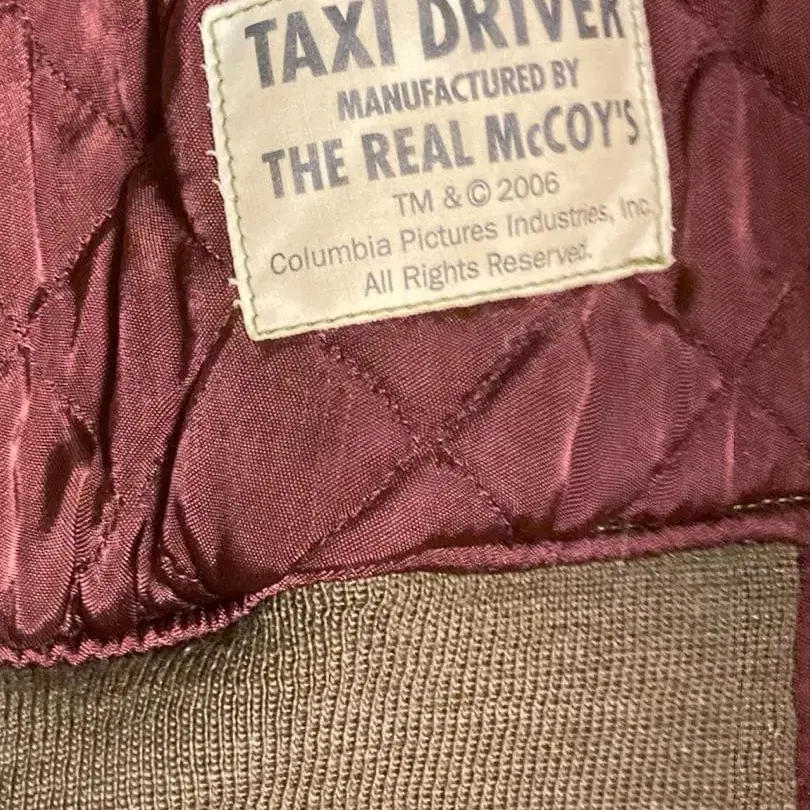 TAXI DRIVER
MANUFACTURED BY
THE REAL McCOY'S
TM & © 2006
Columbia Pictures Industries, Inc.
All Rights Reserved.